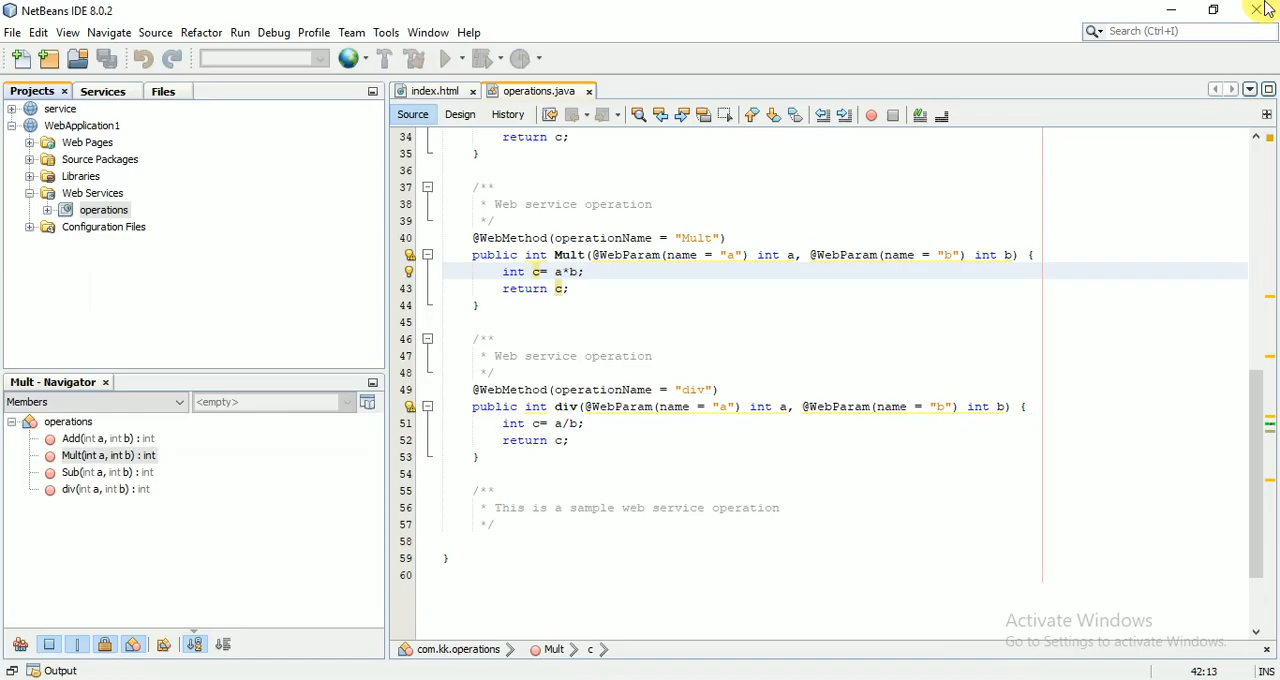 NetBeans IDE 8.0.2
File Edit View Navigate Source Refactor Run Debug Profile Team Tools Window Help
Search (Ctrl+I)
Projects Services Files
service
WebApplication1
Web Pages
Source Packages
Libraries
Web Services
operations
Configuration Files
Mult - Navigator
Members <empty>
operations
Add(int a, int b) : int
Mult(int a, int b) : int
Sub(int a, int b) : int
div(int a, int b) : int
Output
index.html operations.java
Source Design History
34 return c;
35 }
36
37 /**
38 * Web service operation
39 */
40 @WebMethod(operationName = "Mult")
public int Mult(@WebParam(name = "a") int a, @WebParam(name = "b") int b) {
int c= a*b;
43 return c;
44 }
45
46 /**
47 * Web service operation
48 */
49 @WebMethod(operationName = "div")
public int div(@WebParam(name = "a") int a, @WebParam(name = "b") int b) {
51 int c= a/b;
52 return c;
53 }
54
55 /**
56 * This is a sample web service operation
57 */
58
59 }
60
Activate Windows
Go to Settings to activate Windows.
com.kk.operations Mult c
42:13 INS